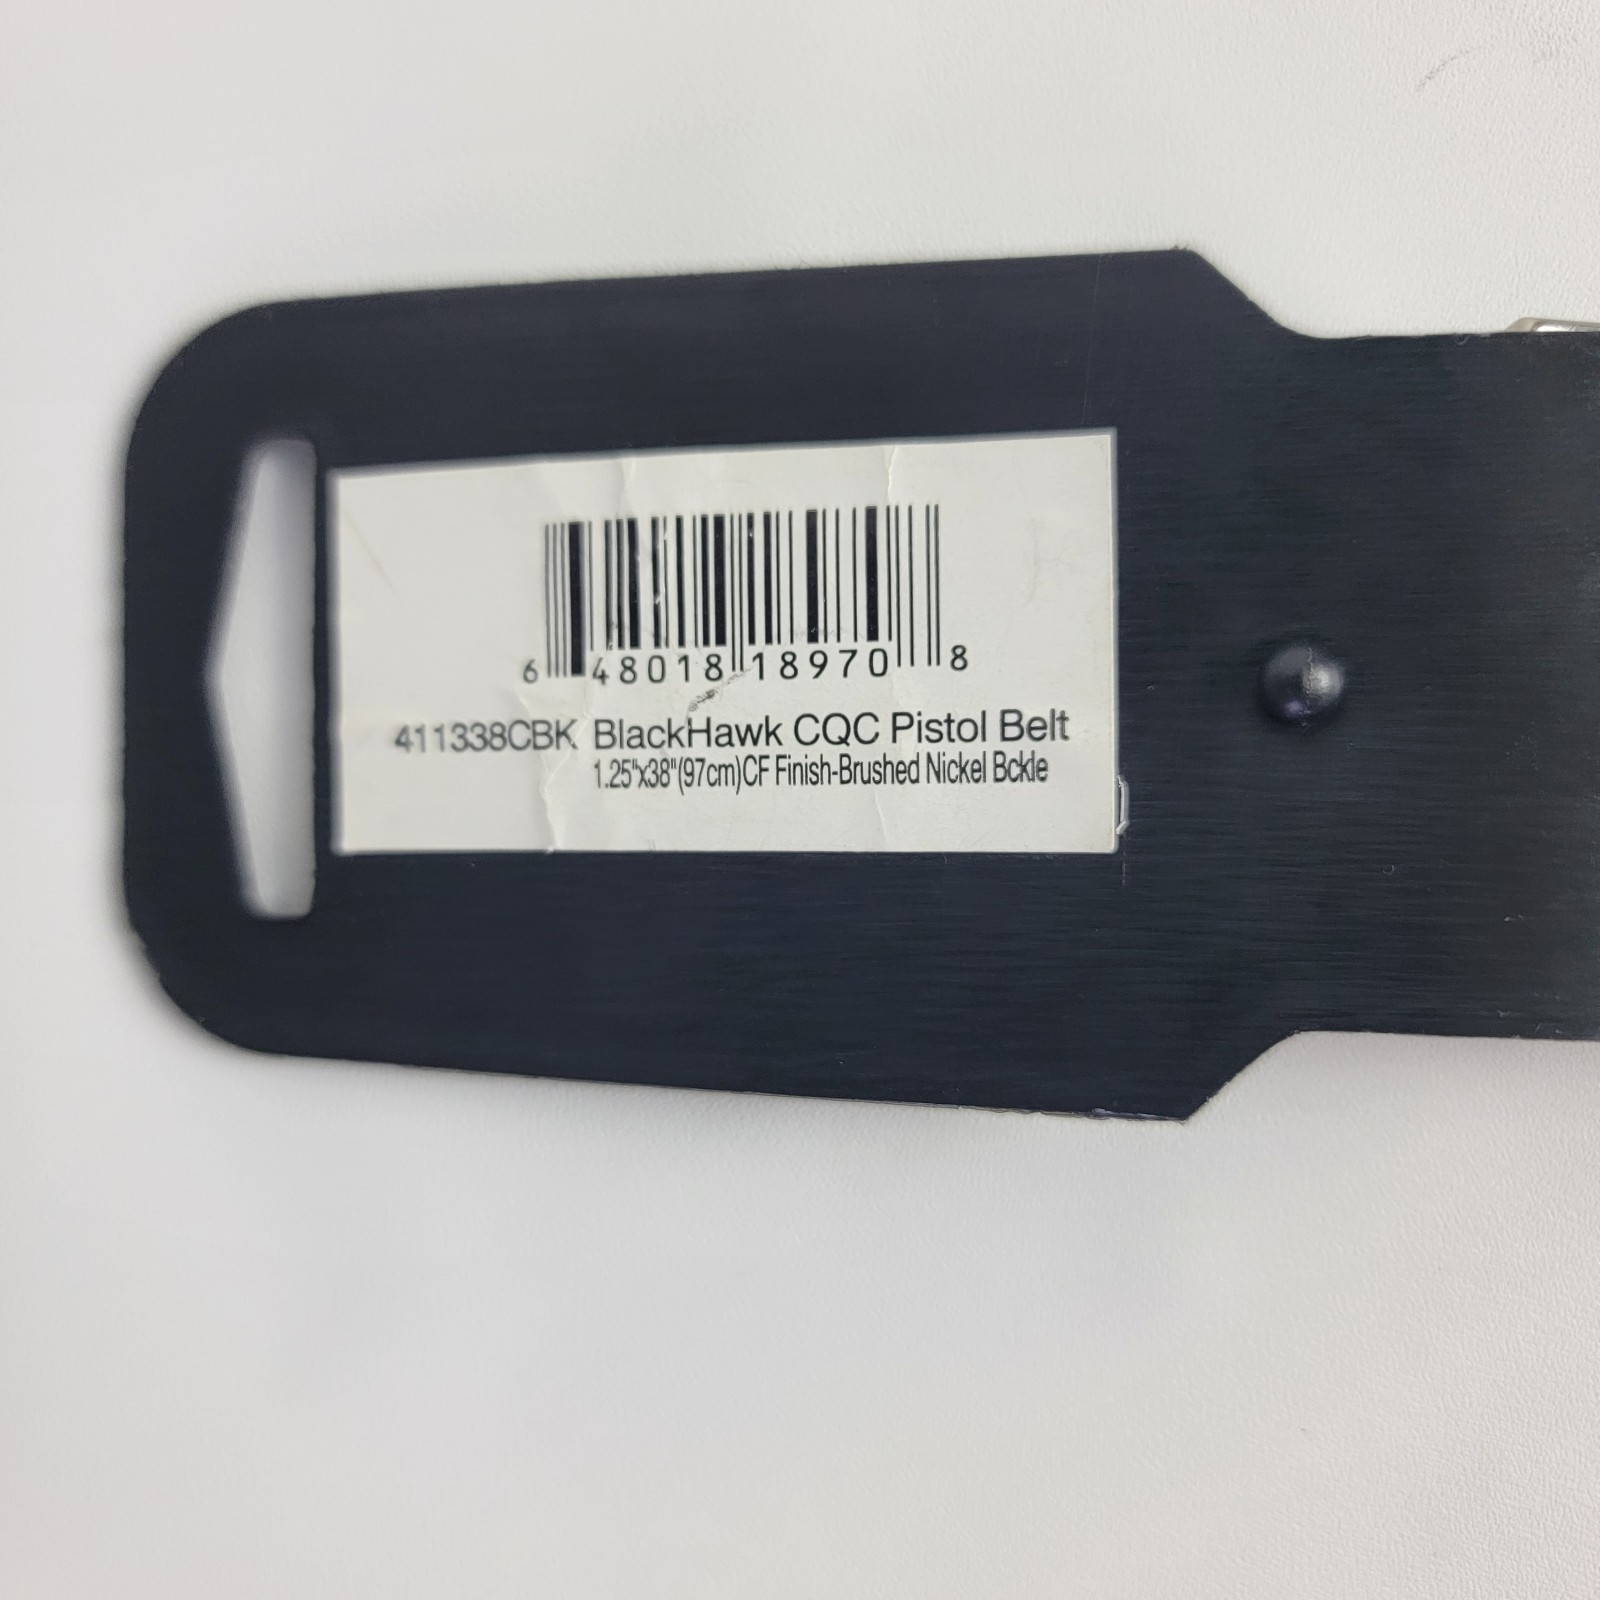 6 48018 18970 8
411338CBK BlackHawk CQC Pistol Belt
1.25"x38"(97cm)CF Finish-Brushed Nickel Bckle